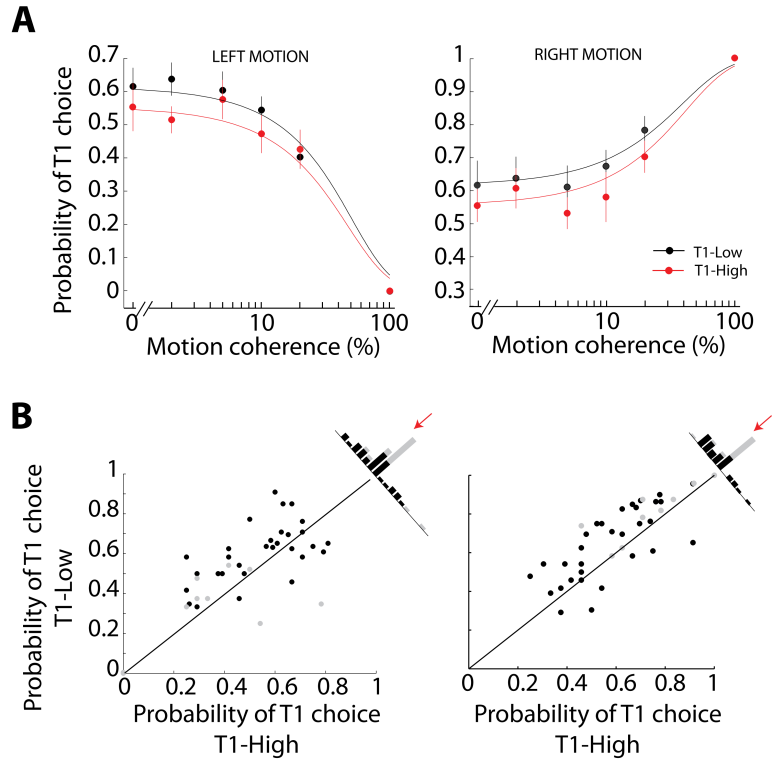 A
LEFT MOTION
RIGHT MOTION
Probability of T1 choice
0.7
0.6
0.5
0.4
0.3
0.2
0.1
0
0
10
100
Motion coherence (%)
1
0.9
0.8
0.7
0.6
0.5
0.4
0.3
T1-Low
T1-High
0
10
100
Motion coherence (%)
B
Probability of T1 choice
T1-Low
1
0.8
0.6
0.4
0.2
0
0
0.2
0.4
0.6
0.8
1
Probability of T1 choice
T1-High
0
0.2
0.4
0.6
0.8
1
Probability of T1 choice
T1-High